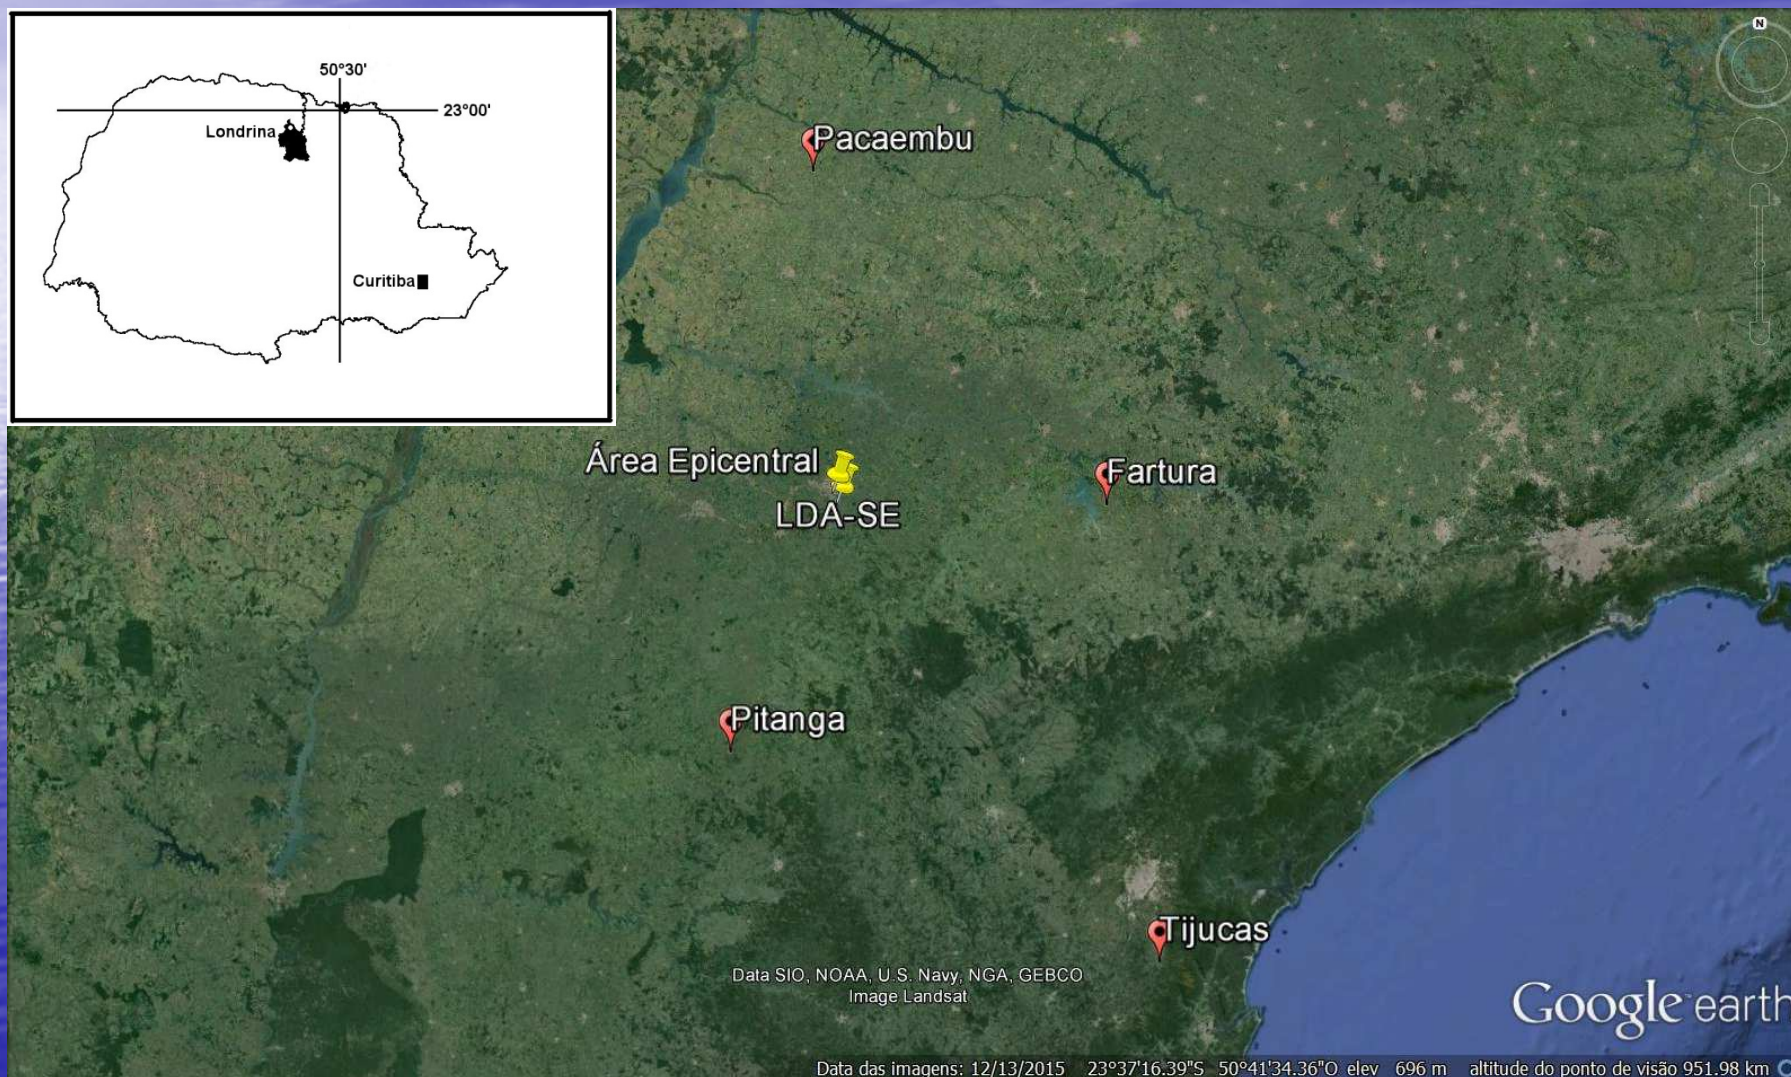 50°30'
23°00'
Londrina
Curitiba
N
Pacaembu
Área Epicentral
LDA-SE
Fartura
Pitanga
Tijucas
Data SIO, NOAA, U.S. Navy, NGA, GEBCO
Image Landsat
Google earth
Data das imagens: 12/13/2015 23°37'16.39"S 50°41'34.36"O elev 696 m altitude do ponto de visão 951.98 km